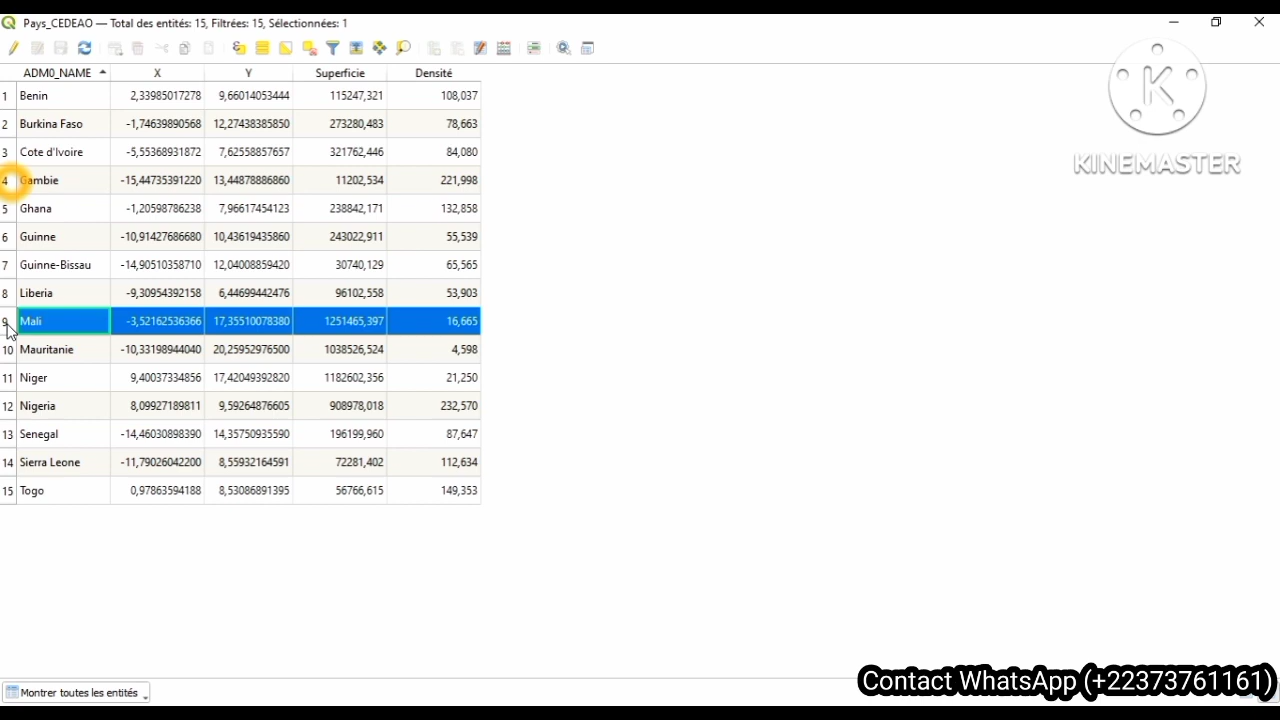 Pays_CEDEAO — Total des entités: 15, Filtrées: 15, Sélectionnées: 1
ADM0_NAME X Y Superficie Densité
1 Benin 2,33985017278 9,66014053444 115247,321 108,037
2 Burkina Faso -1,74639890568 12,27438385850 273280,483 78,663
3 Cote d'Ivoire -5,55368931872 7,62558857657 321762,446 84,080
4 Gambie -15,44735391220 13,44878886860 11202,534 221,998
5 Ghana -1,20598786238 7,96617454123 238842,171 132,858
6 Guinne -10,91427686680 10,43619435860 243022,911 55,539
7 Guinne-Bissau -14,90510358710 12,04008859420 30740,129 65,565
8 Liberia -9,30954392158 6,44699442476 96102,558 53,903
9 Mali -3,52162536366 17,35510078380 1251465,397 16,665
10 Mauritanie -10,33198944040 20,25952976500 1038526,524 4,598
11 Niger 9,40037334856 17,42049392820 1182602,356 21,250
12 Nigeria 8,09927189811 9,59264876605 908978,018 232,570
13 Senegal -14,46030898390 14,35750935590 196199,960 87,647
14 Sierra Leone -11,79026042200 8,55932164591 72281,402 112,634
15 Togo 0,97863594188 8,53086891395 56766,615 149,353
K
KINEMASTER
Montrer toutes les entités
Contact WhatsApp (+22373761161)